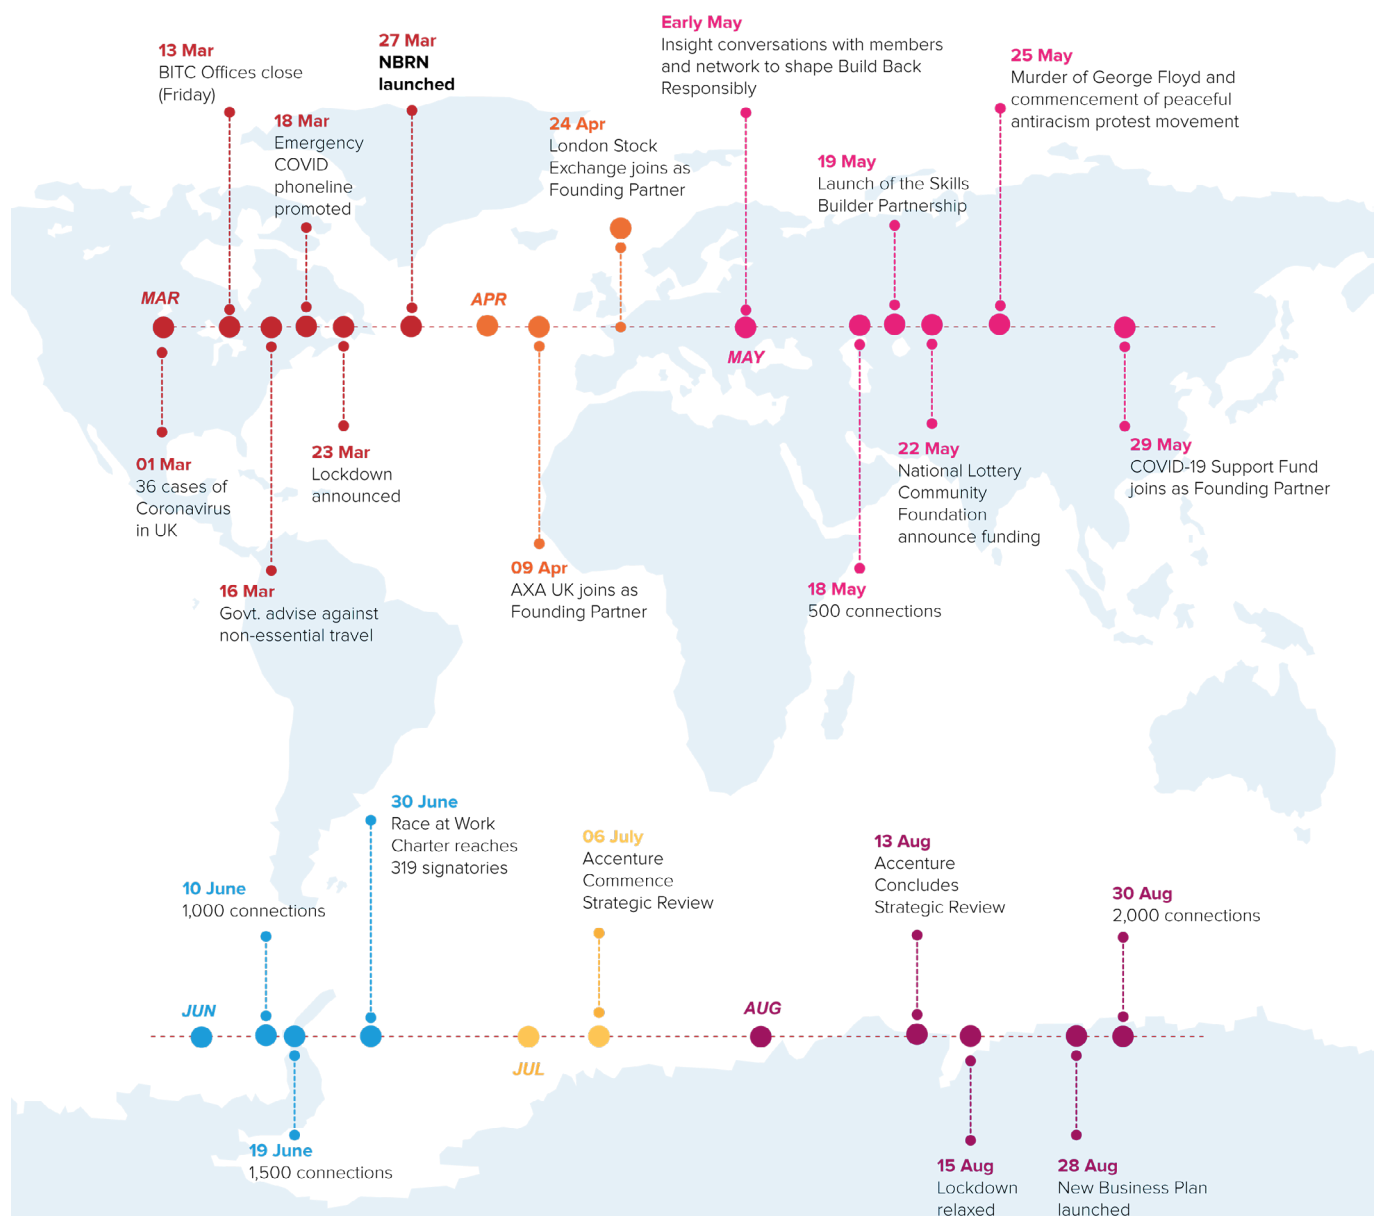 13 Mar
BITC Offices close
(Friday)
27 Mar
NBRN
launched
18 Mar
Emergency
COVID
phoneline
promoted
24 Apr
London Stock
Exchange joins as
Founding Partner
Early May
Insight conversations with members
and network to shape Build Back
Responsibly
19 May
Launch of the Skills
Builder Partnership
25 May
Murder of George Floyd and
commencement of peaceful
antiracism protest movement
MAR
APR
MAY
01 Mar
36 cases of
Coronavirus
in UK
16 Mar
Govt. advise against
non-essential travel
23 Mar
Lockdown
announced
09 Apr
AXA UK joins as
Founding Partner
18 May
500 connections
22 May
National Lottery
Community
Foundation
announce funding
29 May
COVID-19 Support Fund
joins as Founding Partner
10 June
1,000 connections
30 June
Race at Work
Charter reaches
319 signatories
06 July
Accenture
Commence
Strategic Review
13 Aug
Accenture
Concludes
Strategic Review
30 Aug
2,000 connections
JUN
JUL
AUG
19 June
1,500 connections
15 Aug
Lockdown
relaxed
28 Aug
New Business Plan
launched